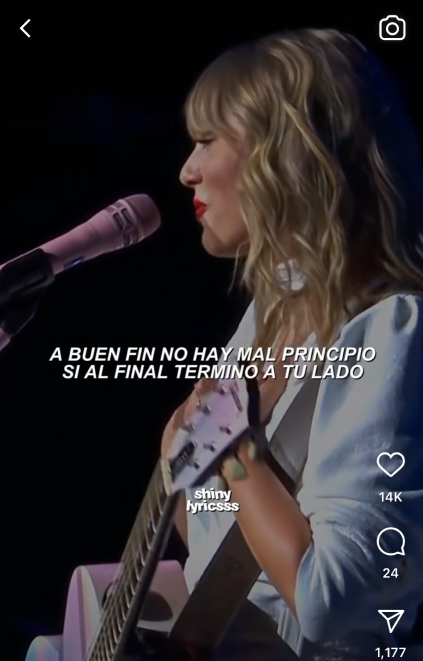 A BUEN FIN NO HAY MAL PRINCIPIO
SI AL FINAL TERMINO A TU LADO
shiny
lyricsss
14K
24
1,177